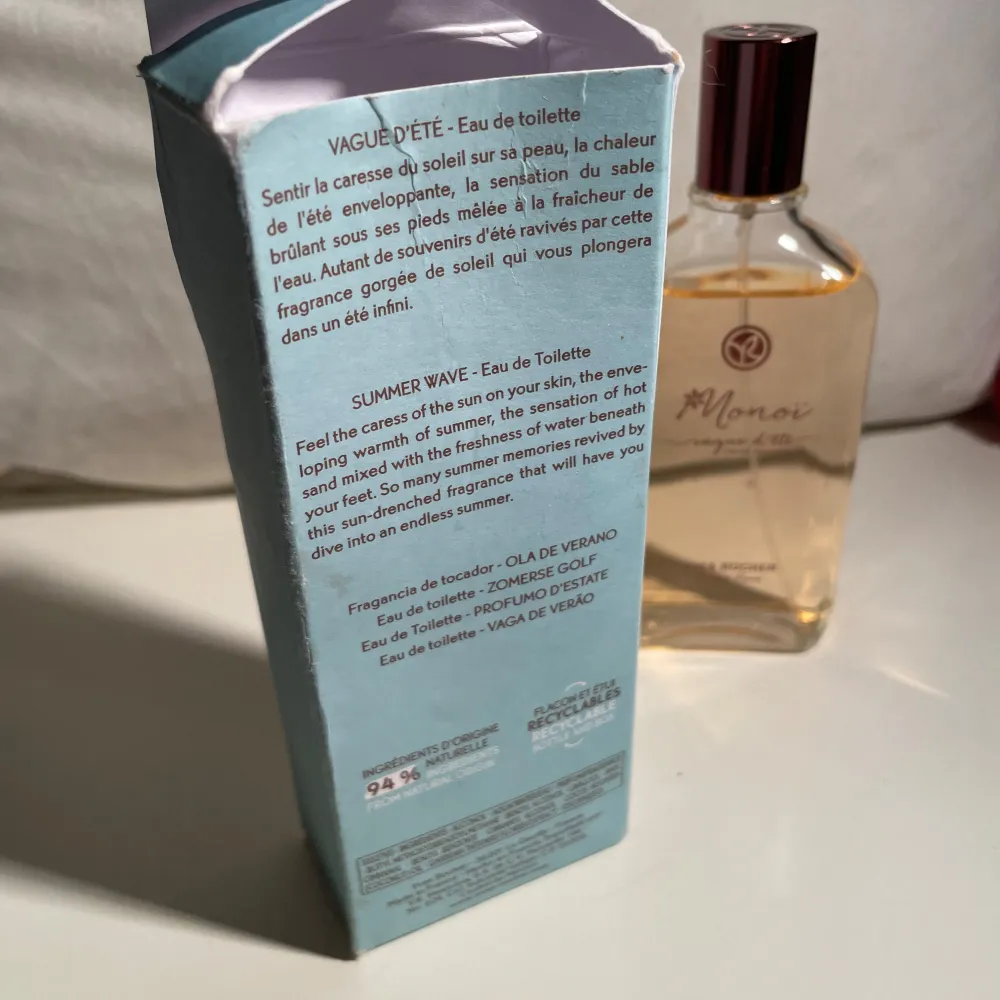 VAGUE D'ÉTÉ - Eau de toilette
Sentir la caresse du soleil sur sa peau, la chaleur
de l'été enveloppante, la sensation du sable
brûlant sous ses pieds mêlée à la fraîcheur de
l'eau. Autant de souvenirs d'été ravivés par cette
fragrance gorgée de soleil qui vous plongera
dans un été infini.
SUMMER WAVE - Eau de Toilette
Feel the caress of the sun on your skin, the enve-
loping warmth of summer, the sensation of hot
sand mixed with the freshness of water beneath
your feet. So many summer memories revived by
this sun-drenched fragrance that will have you
dive into an endless summer.
Fragancia de tocador - OLA DE VERANO
Eau de toilette - ZOMERSE GOLF
Eau de Toilette - PROFUMO D'ESTATE
Eau de toilette - VAGA DE VERÃO
INGRÉDIENTS D'ORIGINE
94 % NATURELLE
INGREDIENTS
FROM NATURAL ORIGIN
FLACON ET ÉTUI
RECYCLABLES
RECYCLABLE
BOTTLE AND BOX
Monoï
vague d'été